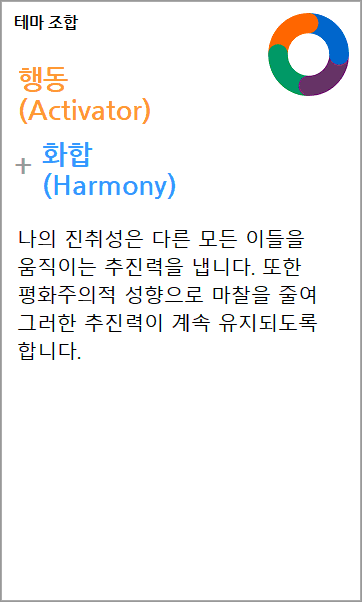 테마 조합
행동
(Activator)
+ 화합
(Harmony)
나의 진취성은 다른 모든 이들을
움직이는 추진력을 냅니다. 또한
평화주의적 성향으로 마찰을 줄여
그러한 추진력이 계속 유지되도록
합니다.